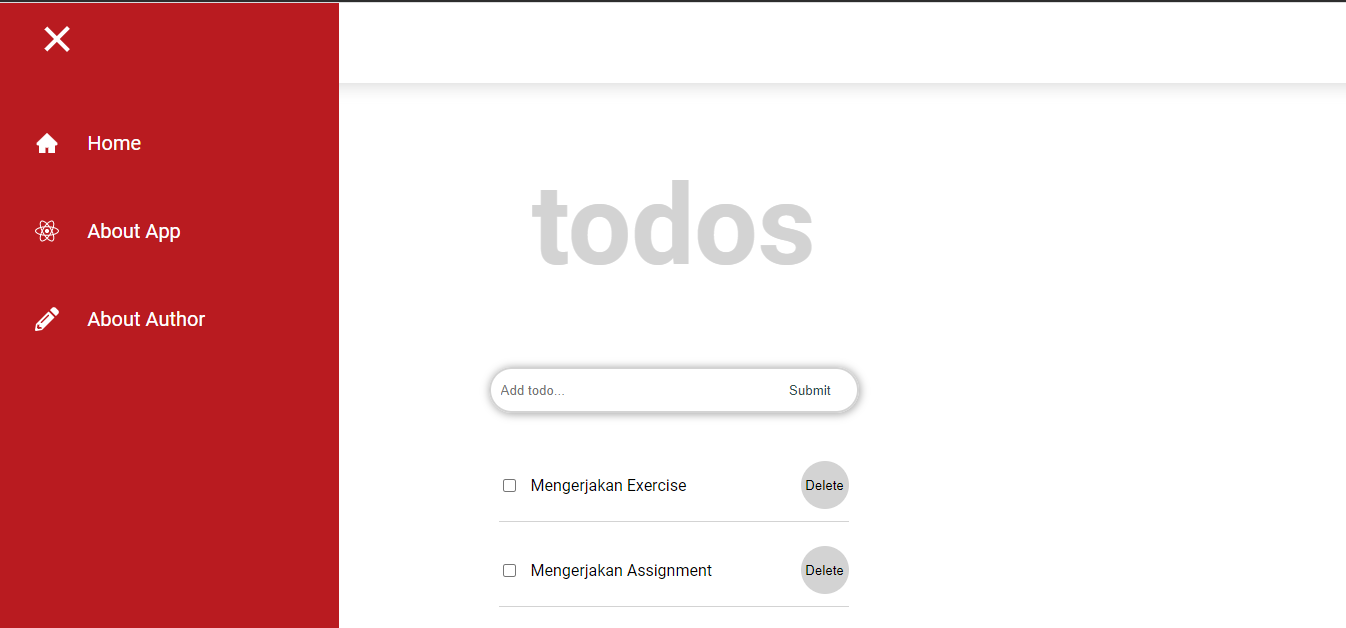 Home
About App
About Author
todos
Add todo...
Submit
Mengerjakan Exercise
Delete
Mengerjakan Assignment
Delete